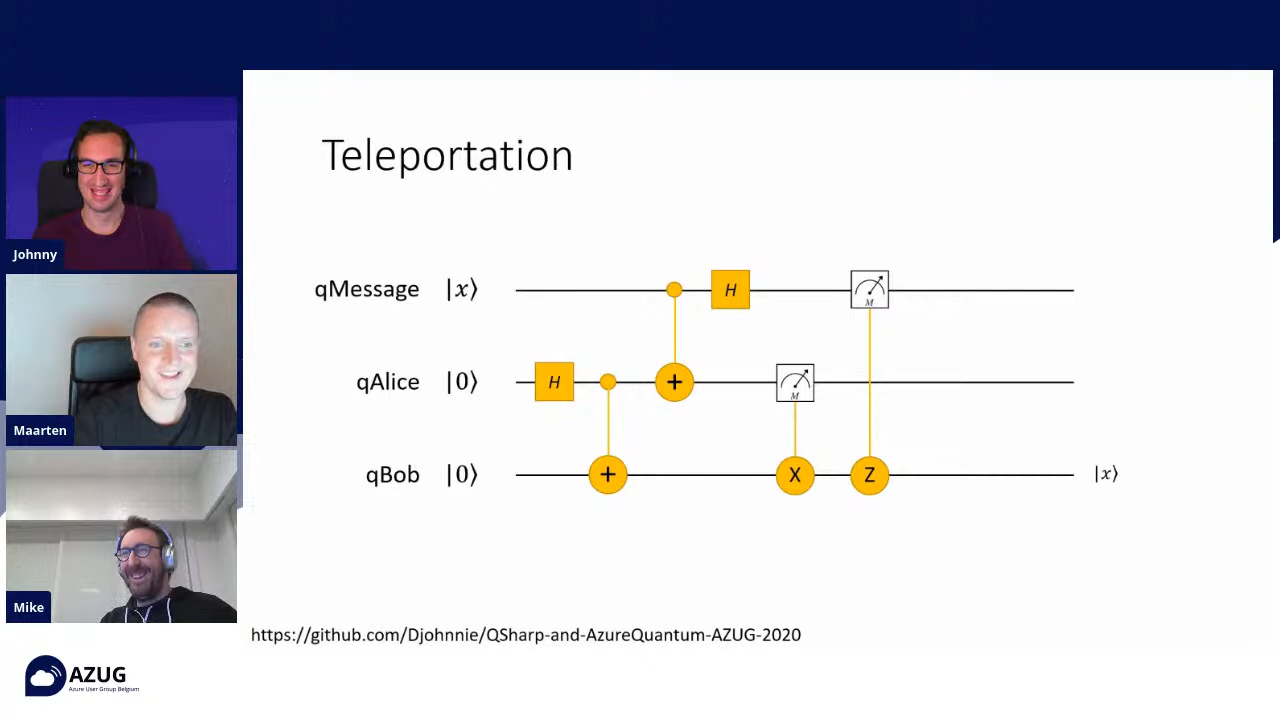 Teleportation
qMessage |x⟩ H M
qAlice |0⟩ H + M
qBob |0⟩ + X Z |x⟩
https://github.com/Djohnnie/QSharp-and-AzureQuantum-AZUG-2020
Johnny
Maarten
Mike
AZUG
Azure User Group Belgium